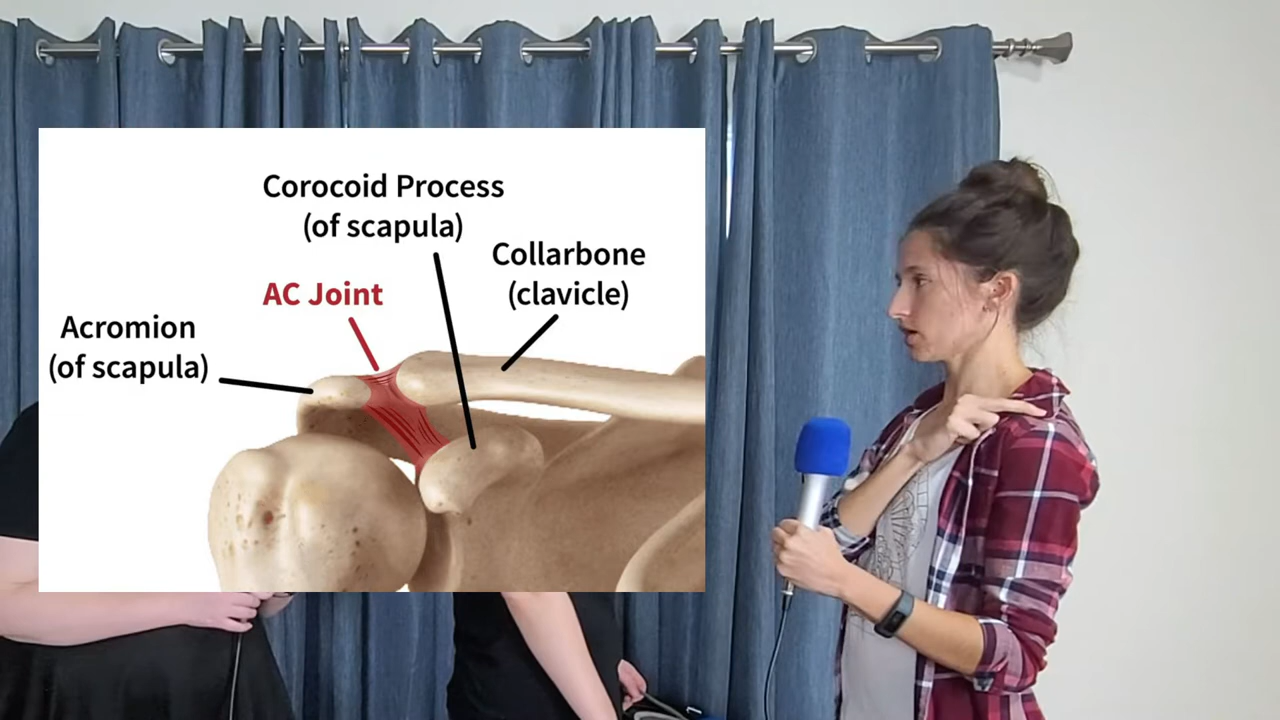 Corocoid Process
(of scapula)
Collarbone
(clavicle)
AC Joint
Acromion
(of scapula)